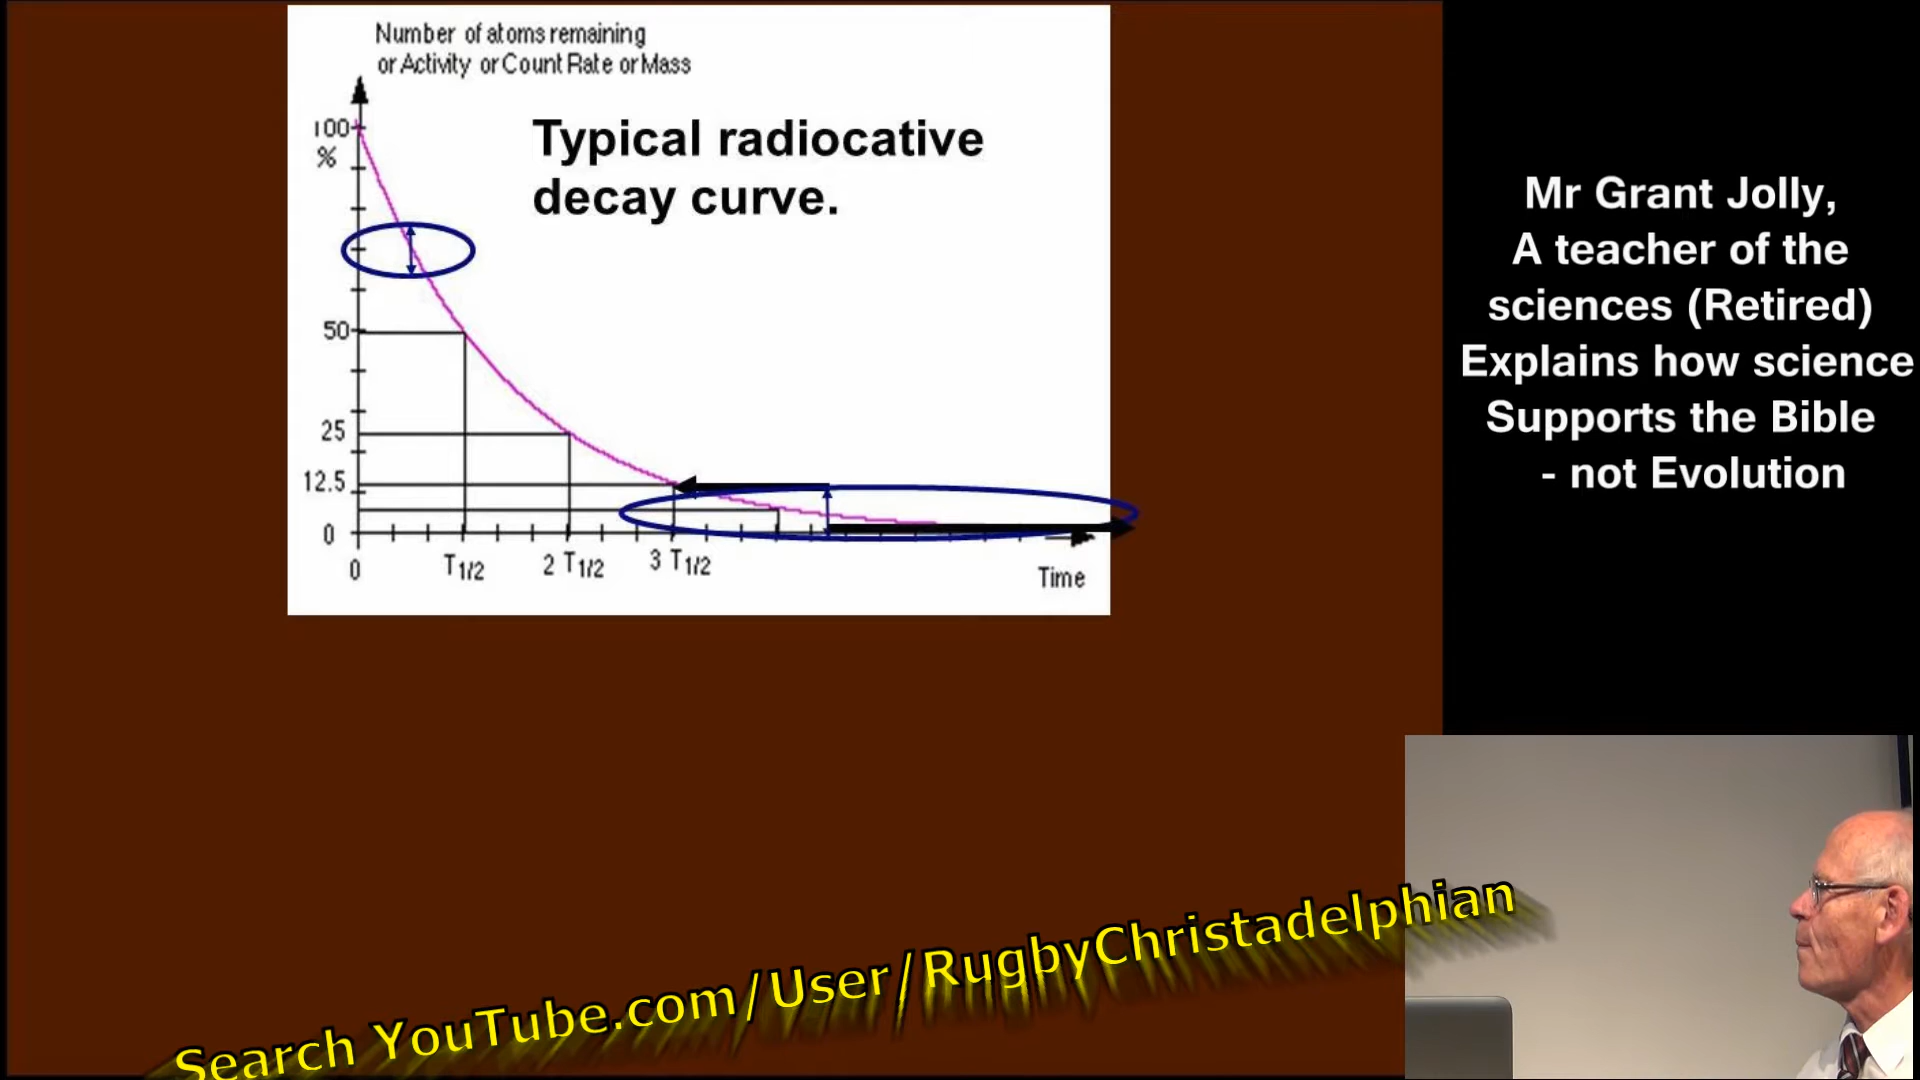 Number of atoms remaining
or Activity or Count Rate or Mass
100
%
Typical radiocative
decay curve.
50
25
12.5
0
0
T1/2
2 T1/2
3 T1/2
Time
Mr Grant Jolly,
A teacher of the
sciences (Retired)
Explains how science
Supports the Bible
- not Evolution
Search YouTube.com/User/RugbyChristadelphian